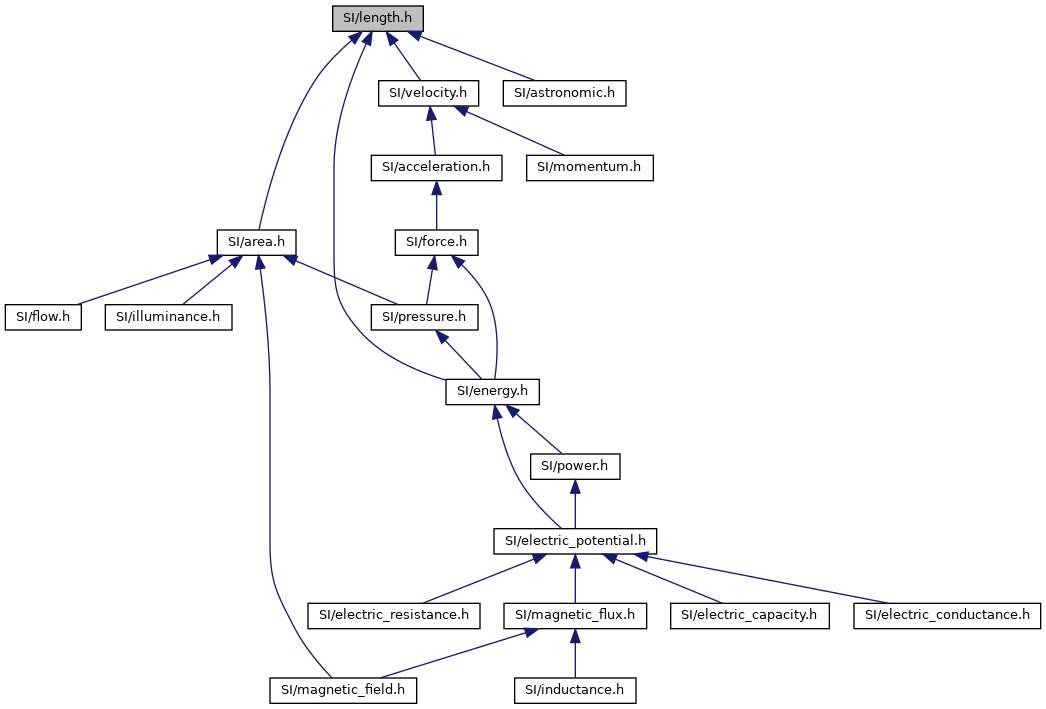 SI/length.h
SI/velocity.h
SI/astronomic.h
SI/acceleration.h
SI/momentum.h
SI/area.h
SI/force.h
SI/flow.h
SI/illuminance.h
SI/pressure.h
SI/energy.h
SI/power.h
SI/electric_potential.h
SI/electric_resistance.h
SI/magnetic_flux.h
SI/electric_capacity.h
SI/electric_conductance.h
SI/magnetic_field.h
SI/inductance.h